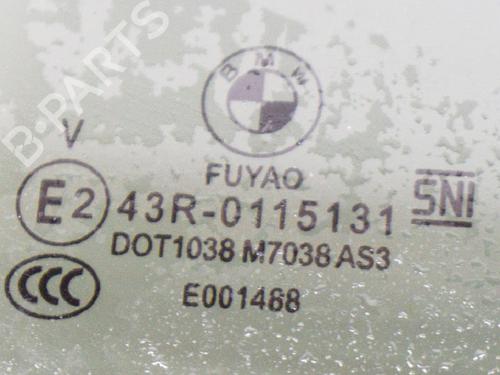 BMW
V
FUYAO
E2 43R-0115131 SNI
DOT1038 M7038 AS3
CCC E001468
B-PARTS